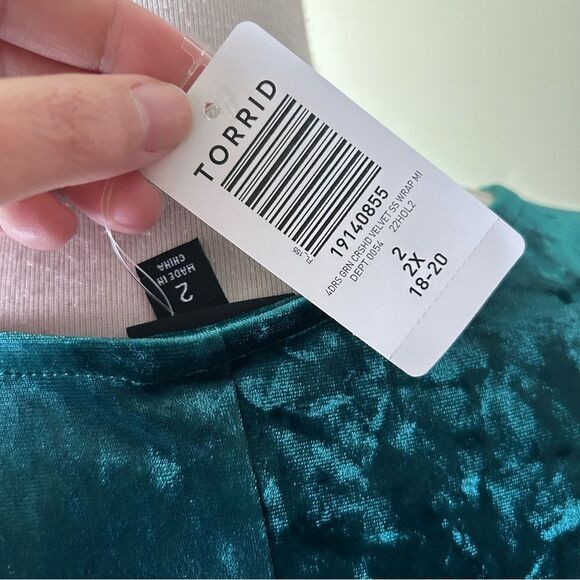 TORRID
19140855
4DRS GRN CRSHD VELVET SS WRAP MI
DEPT 0054 22HOL2
2
2X
18-20
2
MADE IN
CHINA